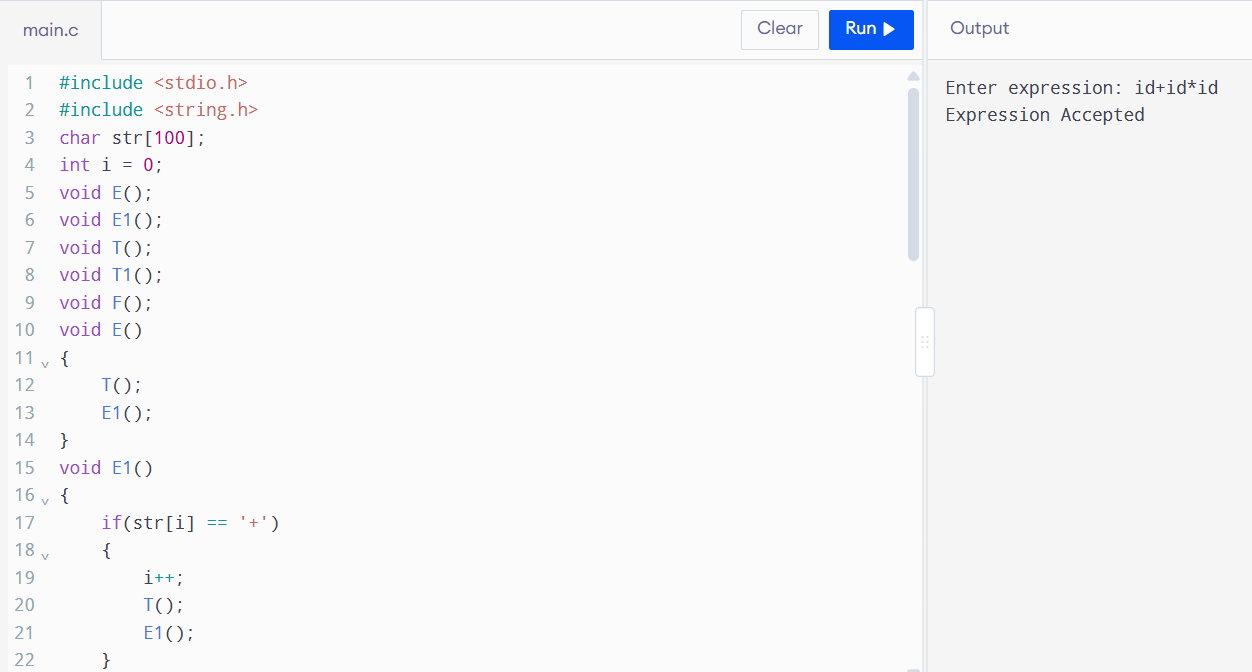 main.c
Clear
Run
Output
1 #include <stdio.h>
2 #include <string.h>
3 char str[100];
4 int i = 0;
5 void E();
6 void E1();
7 void T();
8 void T1();
9 void F();
10 void E()
11 {
12     T();
13     E1();
14 }
15 void E1()
16 {
17     if(str[i] == '+')
18     {
19         i++;
20         T();
21         E1();
22     }
Enter expression: id+id*id
Expression Accepted